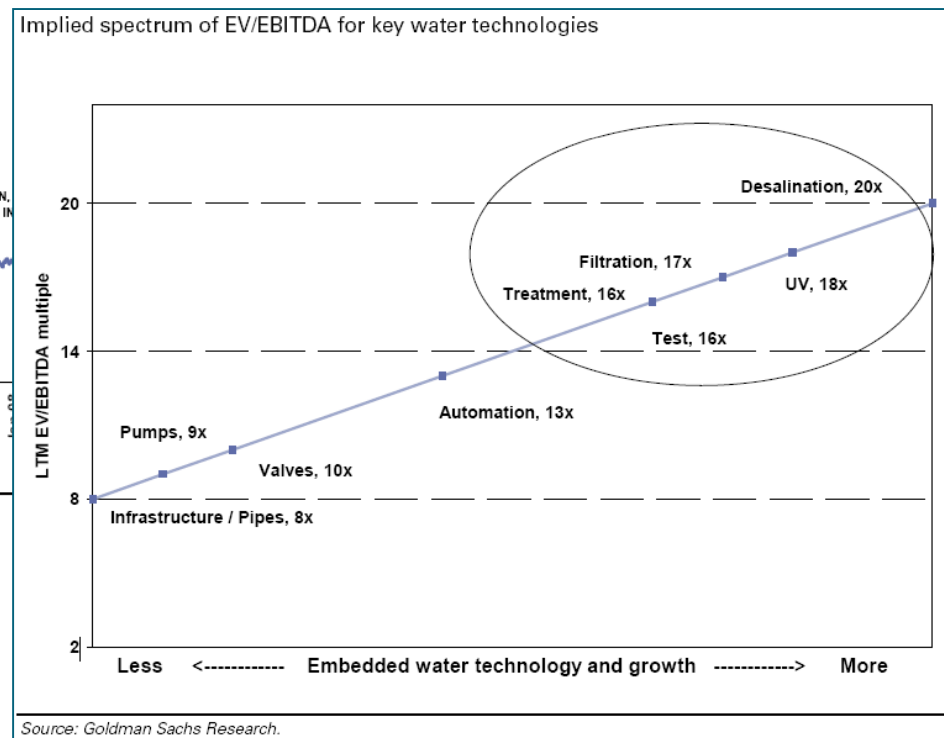 Implied spectrum of EV/EBITDA for key water technologies
N,
IN
LTM EV/EBITDA multiple
20
14
8
2
Desalination, 20x
Filtration, 17x
UV, 18x
Treatment, 16x
Test, 16x
Automation, 13x
Pumps, 9x
Valves, 10x
Infrastructure / Pipes, 8x
Less <------------ Embedded water technology and growth ------------> More
Source: Goldman Sachs Research.